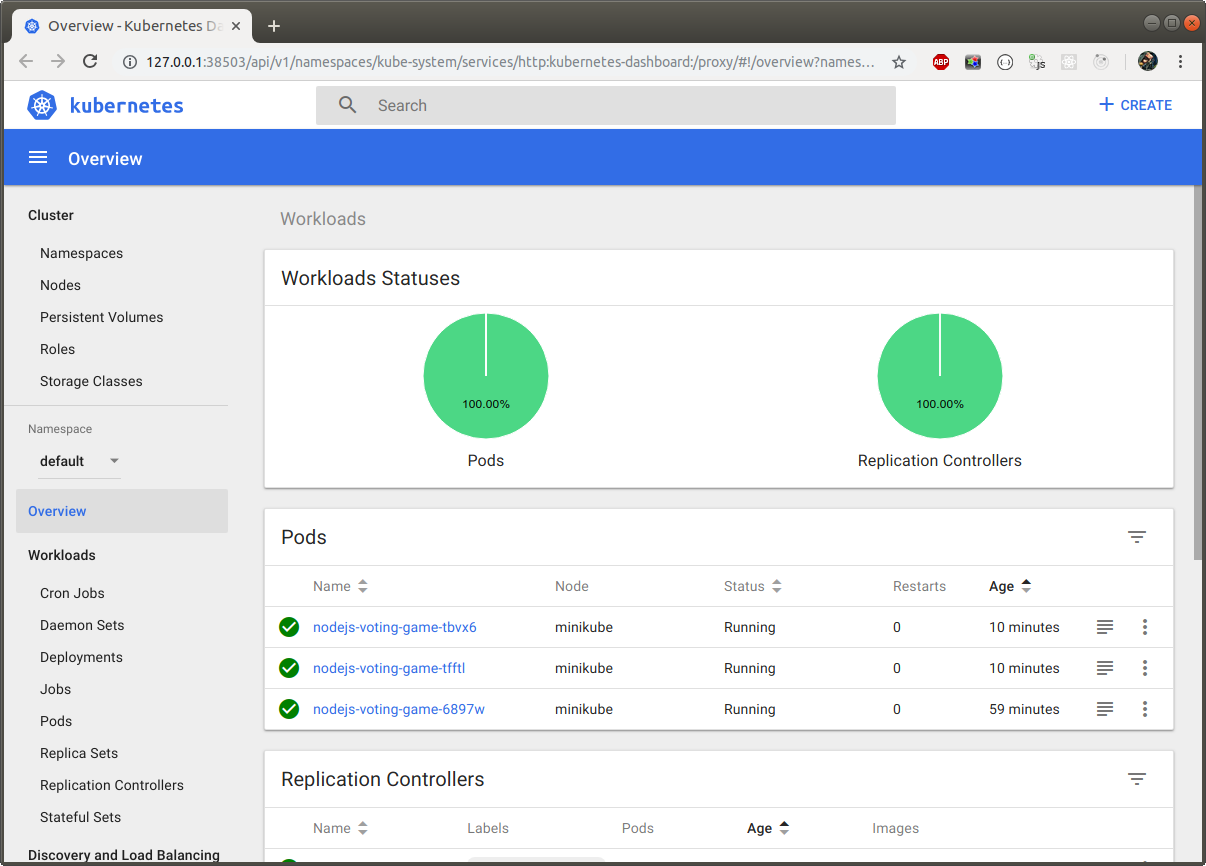 Overview - Kubernetes Da
127.0.0.1:38503/api/v1/namespaces/kube-system/services/http:kubernetes-dashboard:/proxy/#!/overview?names...
ABP
kubernetes
Search
+ CREATE
Overview
Cluster
Namespaces
Nodes
Persistent Volumes
Roles
Storage Classes
Namespace
default
Overview
Workloads
Cron Jobs
Daemon Sets
Deployments
Jobs
Pods
Replica Sets
Replication Controllers
Stateful Sets
Discovery and Load Balancing
Workloads
Workloads Statuses
100.00% 100.00%
Pods Replication Controllers
Pods
Name Node Status Restarts Age
nodejs-voting-game-tbvx6 minikube Running 0 10 minutes
nodejs-voting-game-tfftl minikube Running 0 10 minutes
nodejs-voting-game-6897w minikube Running 0 59 minutes
Replication Controllers
Name Labels Pods Age Images